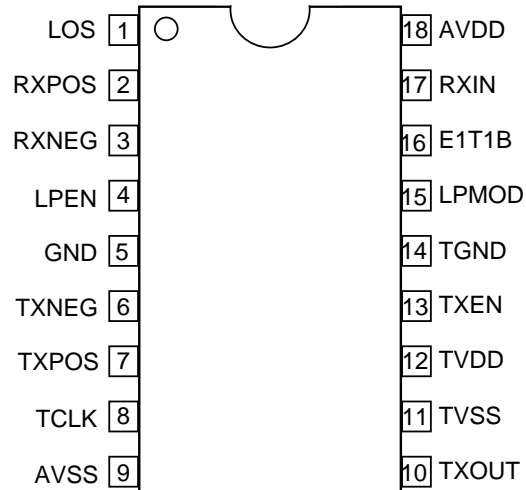 LOS 1 18 AVDD
RXPOS 2 17 RXIN
RXNEG 3 16 E1T1B
LPEN 4 15 LPMOD
GND 5 14 TGND
TXNEG 6 13 TXEN
TXPOS 7 12 TVDD
TCLK 8 11 TVSS
AVSS 9 10 TXOUT